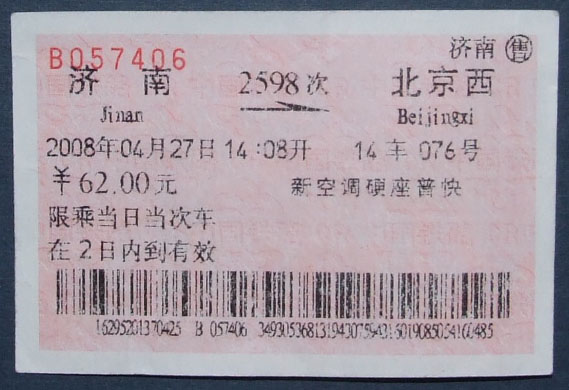 济南 售
B057406
济 南 2598次 北京西
Jinan Beijingxi
2008年04月27日14:08开 14车 076号
￥62.00元 新空调硬座普快
限乘当日当次车
在2日内到有效
16295201370425 B 057406